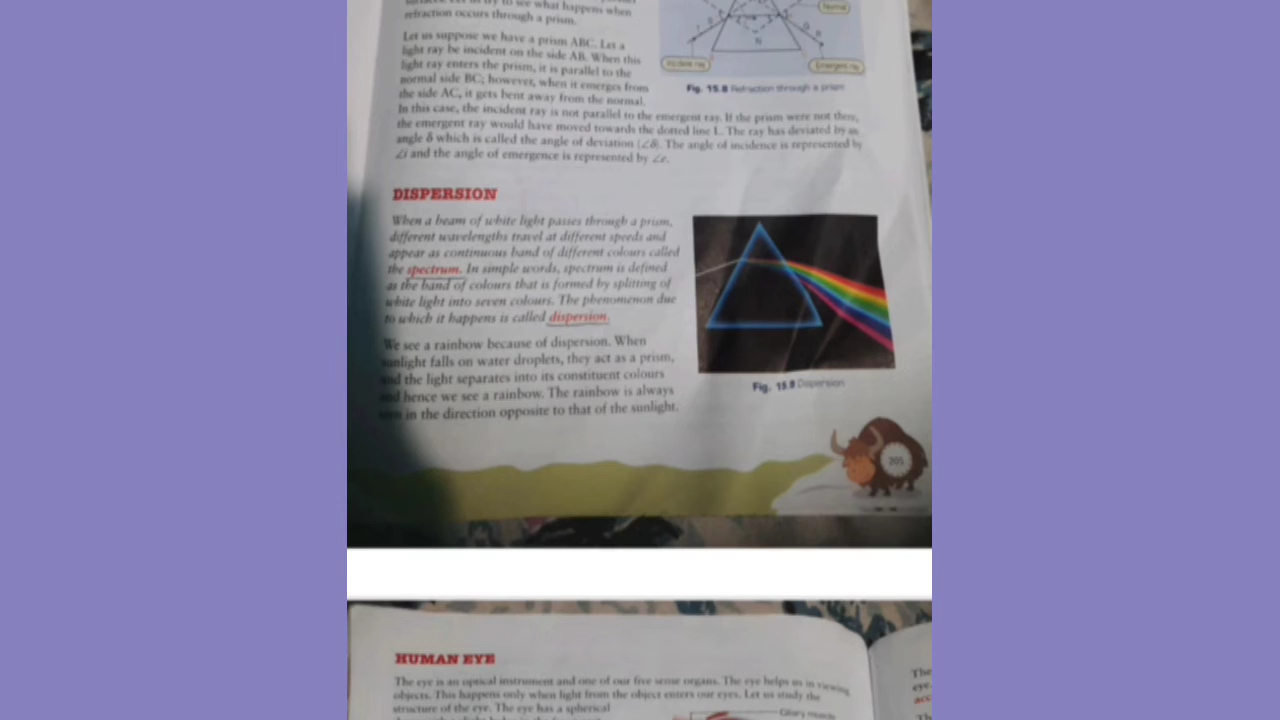 see what happens when
refraction occurs through a prism.
Let us suppose we have a prism ABC. Let a
light ray be incident on the side AB. When this
light ray enters the prism, it is parallel to the
normal side BC; however, when it emerges from
the side AC, it gets bent away from the normal.
In this case, the incident ray is not parallel to the emergent ray. If the prism were not there,
the emergent ray would have moved towards the dotted line L. The ray has deviated by an
angle δ which is called the angle of deviation (∠δ). The angle of incidence is represented by
∠i and the angle of emergence is represented by ∠e.
Normal
N
Incident ray
Emergent ray
Fig. 15.8 Refraction through a prism
DISPERSION
When a beam of white light passes through a prism,
different wavelengths travel at different speeds and
appear as continuous band of different colours called
the spectrum. In simple words, spectrum is defined
as the band of colours that is formed by splitting of
white light into seven colours. The phenomenon due
to which it happens is called dispersion.
We see a rainbow because of dispersion. When
sunlight falls on water droplets, they act as a prism,
and the light separates into its constituent colours
and hence we see a rainbow. The rainbow is always
in the direction opposite to that of the sunlight.
Fig. 15.9 Dispersion
205
HUMAN EYE
The eye is an optical instrument and one of our five sense organs. The eye helps us in viewing
objects. This happens only when light from the object enters our eyes. Let us study the
structure of the eye. The eye has a spherical
Ciliary muscle
The
eye.
acc
Th